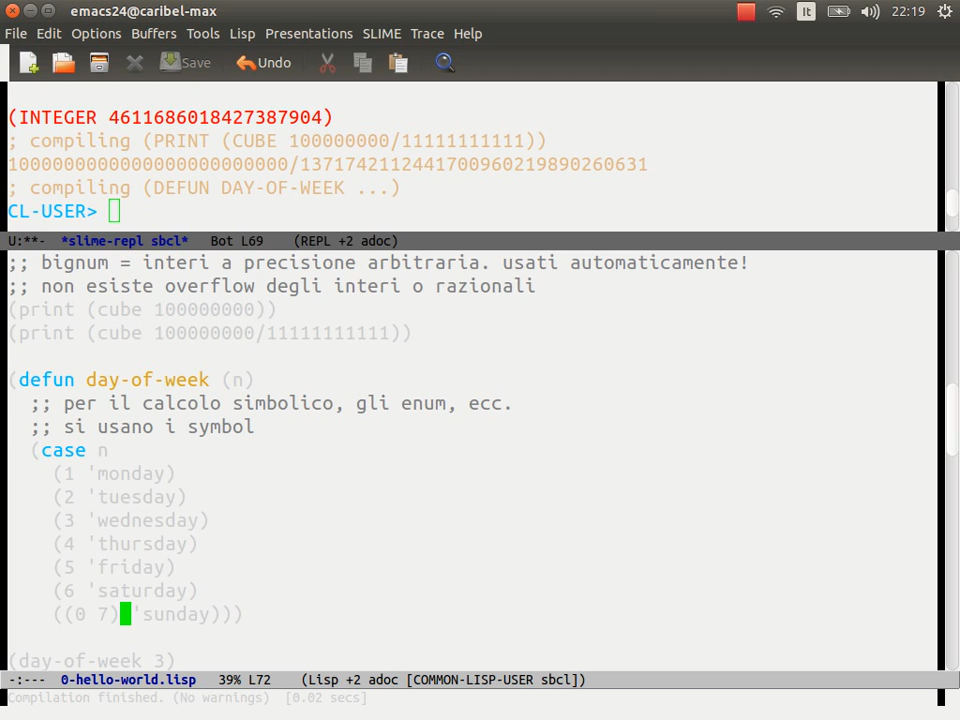 emacs24@caribel-max
It
22:19
File Edit Options Buffers Tools Lisp Presentations SLIME Trace Help
Save Undo
(INTEGER 4611686018427387904)
; compiling (PRINT (CUBE 100000000/11111111111))
1000000000000000000000000/1371742112441700960219890260631
; compiling (DEFUN DAY-OF-WEEK ...)
CL-USER>
U:**- *slime-repl sbcl* Bot L69 (REPL +2 adoc)
;; bignum = interi a precisione arbitraria. usati automaticamente!
;; non esiste overflow degli interi o razionali
(print (cube 100000000))
(print (cube 100000000/11111111111))
(defun day-of-week (n)
;; per il calcolo simbolico, gli enum, ecc.
;; si usano i symbol
(case n
(1 'monday)
(2 'tuesday)
(3 'wednesday)
(4 'thursday)
(5 'friday)
(6 'saturday)
((0 7) 'sunday)))
(day-of-week 3)
-:--- 0-hello-world.lisp 39% L72 (Lisp +2 adoc [COMMON-LISP-USER sbcl])
Compilation finished. (No warnings) [0.02 secs]